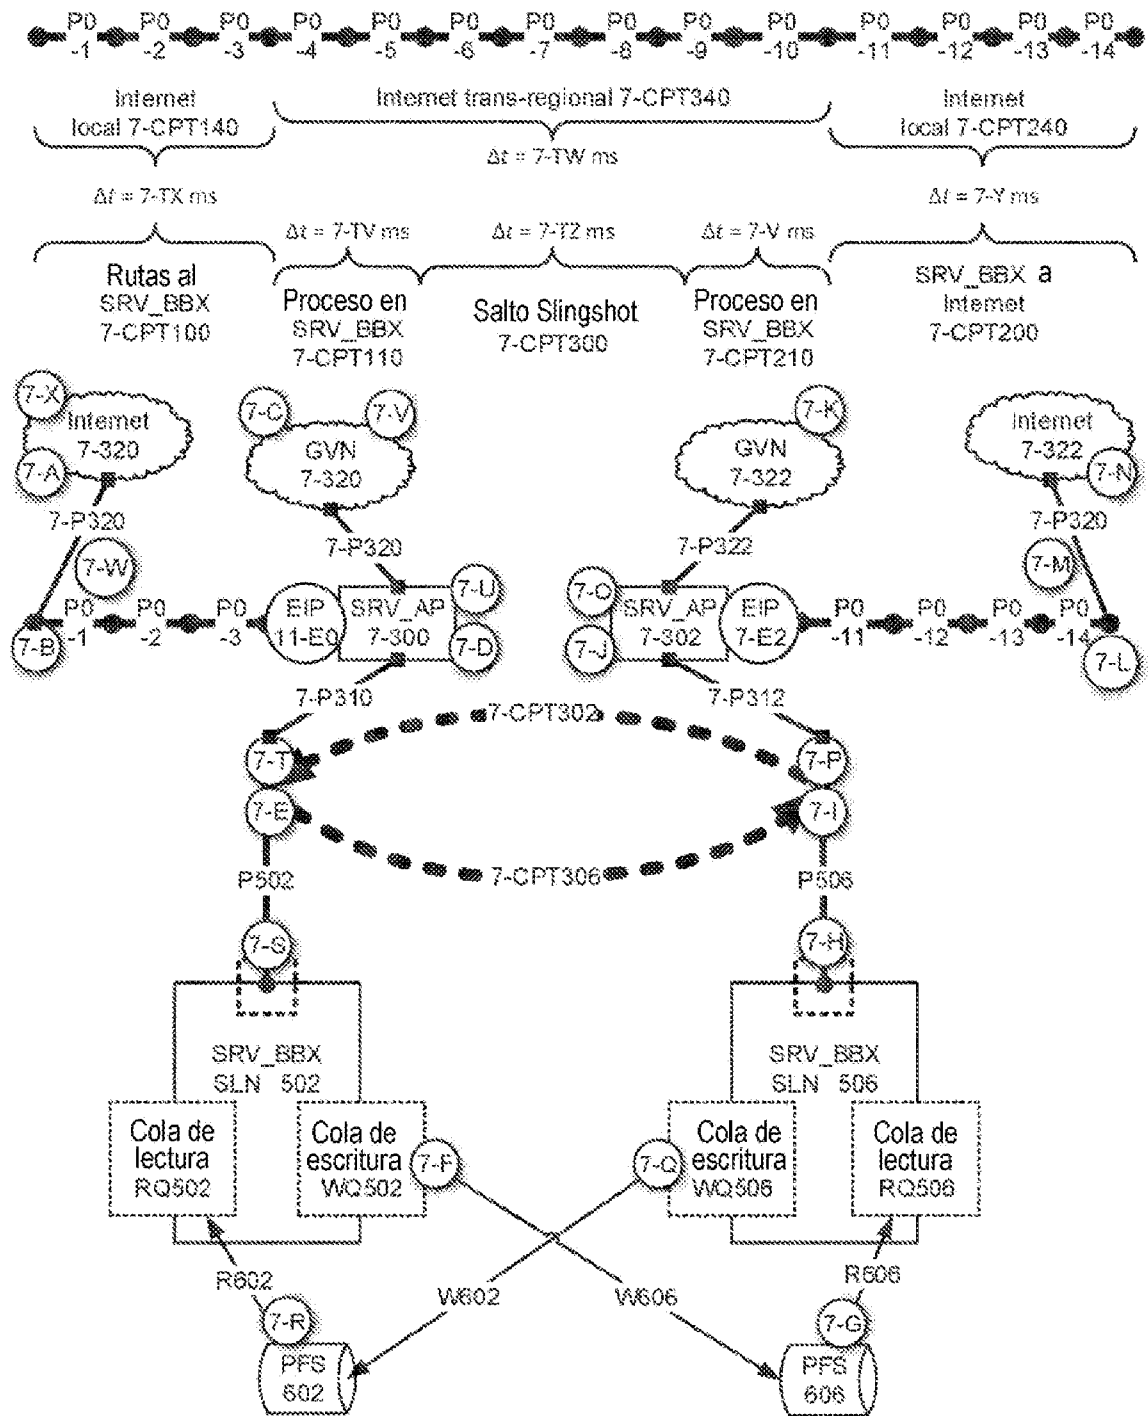 P0 P0 P0 P0 P0 P0 P0 P0 P0 P0 P0 P0 P0 P0
-1 -2 -3 -4 -5 -6 -7 -8 -9 -10 -11 -12 -13 -14
Internet
local 7-CPT140
Internet trans-regional 7-CPT340
Internet
local 7-CPT240
Δt = 7-TW ms
Δt = 7-TX ms
Δt = 7-Y ms
Δt = 7-TV ms
Δt = 7-TZ ms
Δt = 7-V ms
Rutas al
SRV_BBX
7-CPT100
Proceso en
SRV_BBX
7-CPT110
Salto Slingshot
7-CPT300
Proceso en
SRV_BBX
7-CPT210
SRV_BBX a
Internet
7-CPT200
7-X
Internet
7-320
7-A
7-C
7-V
GVN
7-320
7-K
GVN
7-322
Internet
7-322
7-N
7-P320
7-W
7-P320
7-P322
7-P320
7-M
7-B
P0 P0 P0
-1 -2 -3
EIP
11-E0
SRV_AP
7-300
7-U
7-D
7-O
7-J
SRV_AP
7-302
EIP
7-E2
P0 P0 P0 P0
-11 -12 -13 -14
7-L
7-P310
7-P312
7-CPT302
7-T
7-P
7-E
7-I
7-CPT306
P502
P506
7-S
7-H
SRV_BBX
SLN 502
SRV_BBX
SLN 506
Cola de
lectura
RQ502
Cola de
escritura
WQ502
7-F
7-Q
Cola de
escritura
WQ506
Cola de
lectura
RQ506
R602
W602
W606
R606
7-R
7-G
PFS
602
PFS
606